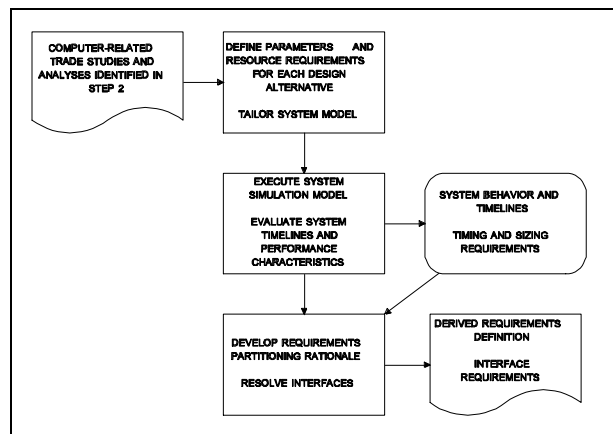 COMPUTER-RELATED
TRADE STUDIES AND
ANALYSES IDENTIFIED IN
STEP 2
DEFINE PARAMETERS AND
RESOURCE REQUIREMENTS
FOR EACH DESIGN
ALTERNATIVE
TAILOR SYSTEM MODEL
EXECUTE SYSTEM
SIMULATION MODEL
EVALUATE SYSTEM
TIMELINES AND
PERFORMANCE
CHARACTERISTICS
SYSTEM BEHAVIOR AND
TIMELINES
TIMING AND SIZING
REQUIREMENTS
DEVELOP REQUIREMENTS
PARTITIONING RATIONALE
RESOLVE INTERFACES
DERIVED REQUIREMENTS
DEFINITION
INTERFACE
REQUIREMENTS